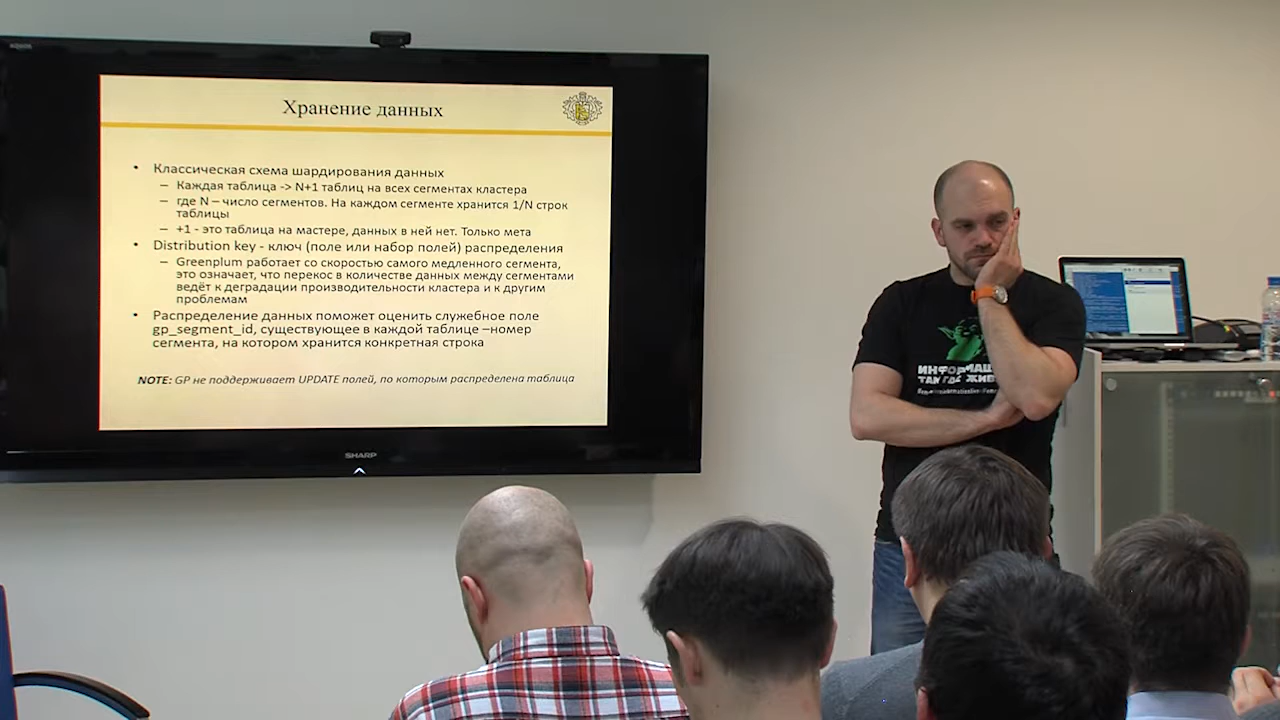 Хранение данных
• Классическая схема шардирования данных
– Каждая таблица -> N+1 таблиц на всех сегментах кластера
– где N – число сегментов. На каждом сегменте хранится 1/N строк
таблицы
– +1 - это таблица на мастере, данных в ней нет. Только мета
• Distribution key - ключ (поле или набор полей) распределения
– Greenplum работает со скоростью самого медленного сегмента,
это означает, что перекос в количестве данных между сегментами
ведёт к деградации производительности кластера и к другим
проблемам
• Распределение данных поможет оценить служебное поле
gp_segment_id, существующее в каждой таблице –номер
сегмента, на котором хранится конкретная строка
NOTE: GP не поддерживает UPDATE полей, по которым распределена таблица
SHARP
ИНФОРМАЦ
ТАМ ГДЕ ЖИВ